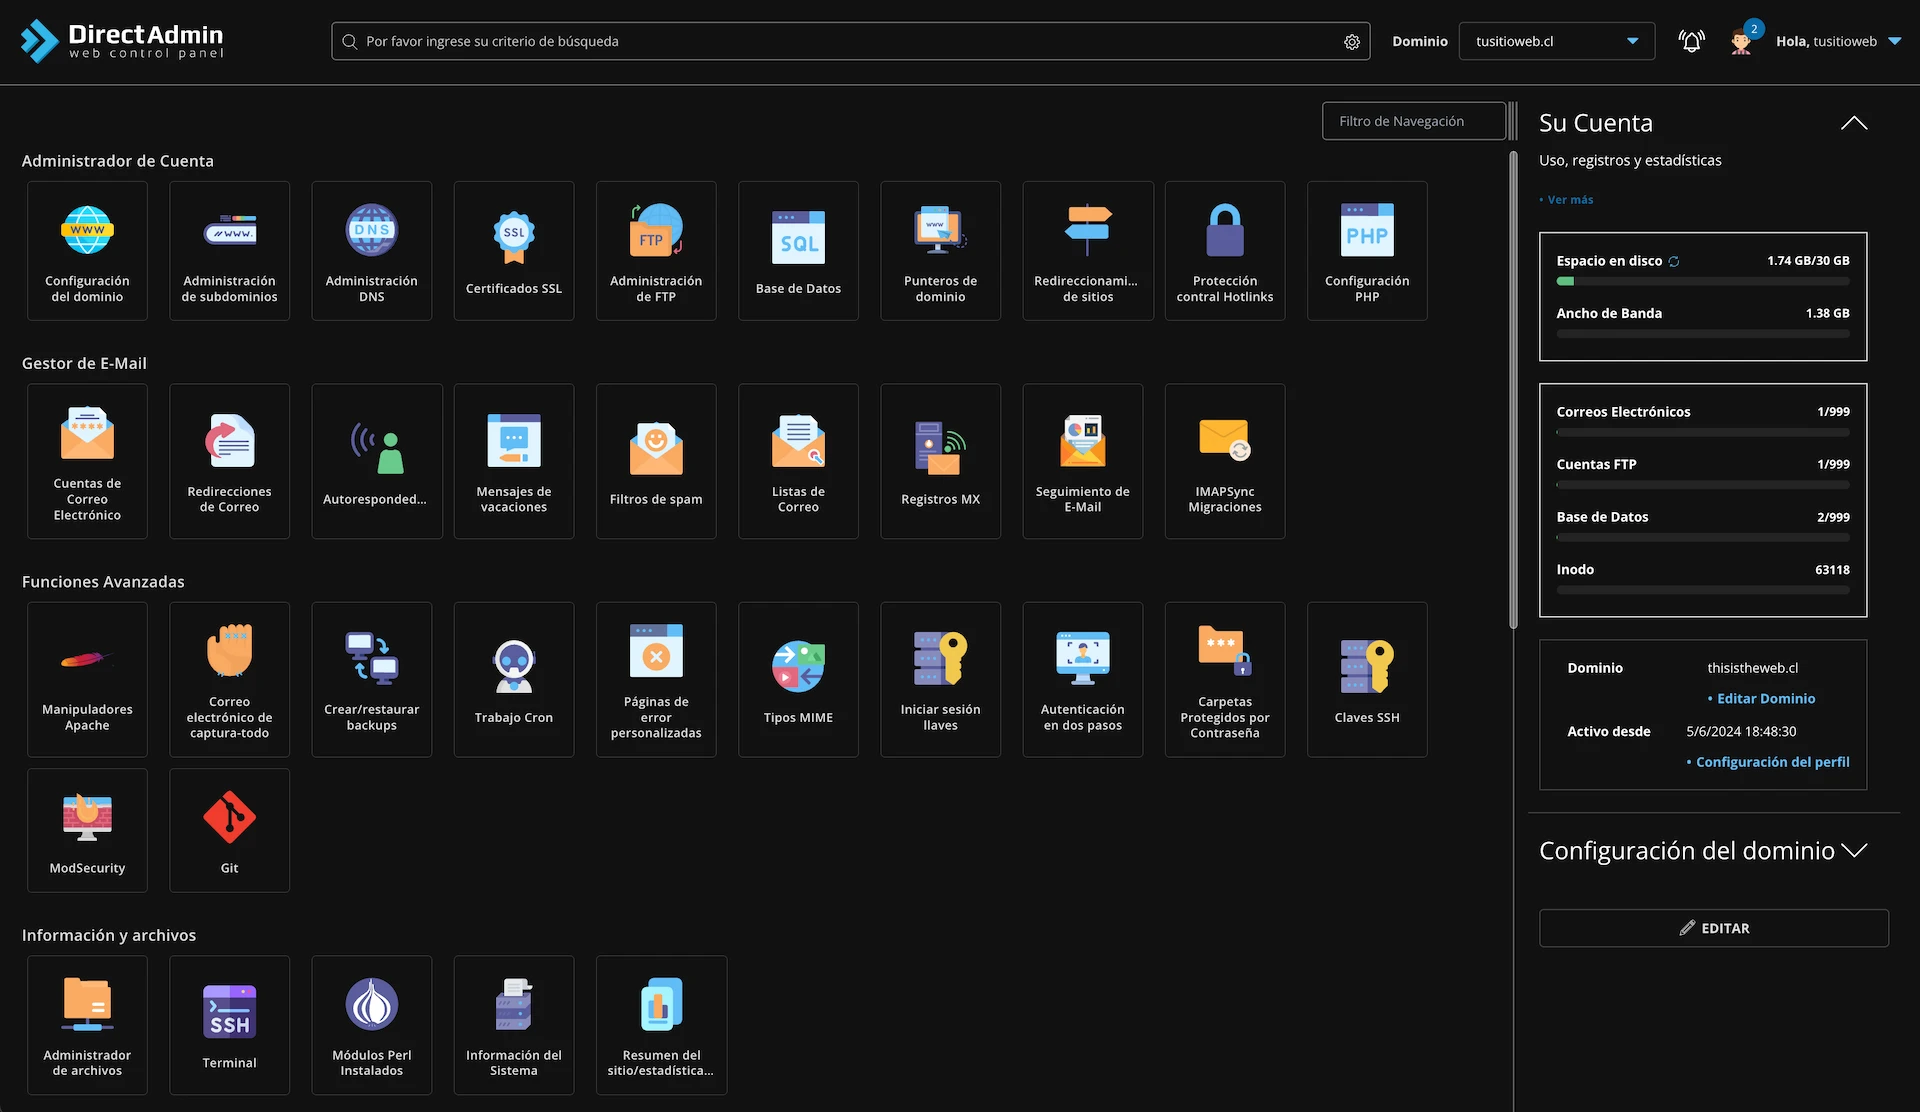 DirectAdmin
web control panel
Por favor ingrese su criterio de búsqueda
Dominio
tusitioweb.cl
2
Hola, tusitioweb
Filtro de Navegación
Administrador de Cuenta
WWW
Configuración
del dominio
//WWW.
Administración
de subdominios
DNS
Administración
DNS
SSL
Certificados SSL
FTP
Administración
de FTP
SQL
Base de Datos
WWW
Punteros de
dominio
Redireccionami...
de sitios
Protección
contral Hotlinks
PHP
Configuración
PHP
Gestor de E-Mail
****
Cuentas de
Correo
Electrónico
Redirecciones
de Correo
Autoresponded...
Mensajes de
vacaciones
Filtros de spam
Listas de
Correo
Registros MX
Seguimiento de
E-Mail
IMAPSync
Migraciones
Funciones Avanzadas
Manipuladores
Apache
Correo
electrónico de
captura-todo
Crear/restaurar
backups
Trabajo Cron
Páginas de
error
personalizadas
Tipos MIME
Iniciar sesión
llaves
Autenticación
en dos pasos
***
Carpetas
Protegidos por
Contraseña
Claves SSH
ModSecurity
Git
Información y archivos
Administrador
de archivos
SSH
Terminal
Módulos Perl
Instalados
Información del
Sistema
Resumen del
sitio/estadística...
Su Cuenta
Uso, registros y estadísticas
• Ver más
Espacio en disco 1.74 GB/30 GB
Ancho de Banda 1.38 GB
Correos Electrónicos 1/999
Cuentas FTP 1/999
Base de Datos 2/999
Inodo 63118
Dominio thisistheweb.cl
• Editar Dominio
Activo desde 5/6/2024 18:48:30
• Configuración del perfil
Configuración del dominio
EDITAR